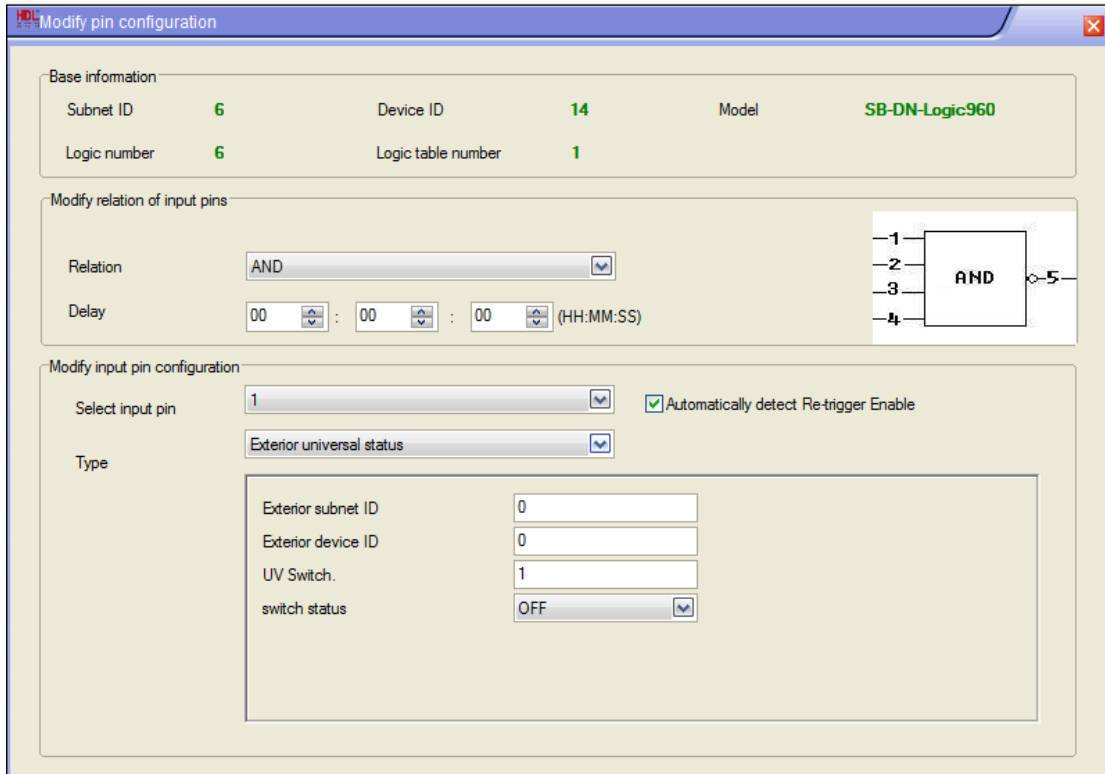 HDL Modify pin configuration
Base information
Subnet ID 6 Device ID 14 Model SB-DN-Logic960
Logic number 6 Logic table number 1
Modify relation of input pins
Relation AND
Delay 00 : 00 : 00 (HH:MM:SS)
1
2
3
4
AND
5
Modify input pin configuration
Select input pin 1 Automatically detect Re-trigger Enable
Type Exterior universal status
Exterior subnet ID 0
Exterior device ID 0
UV Switch. 1
switch status OFF